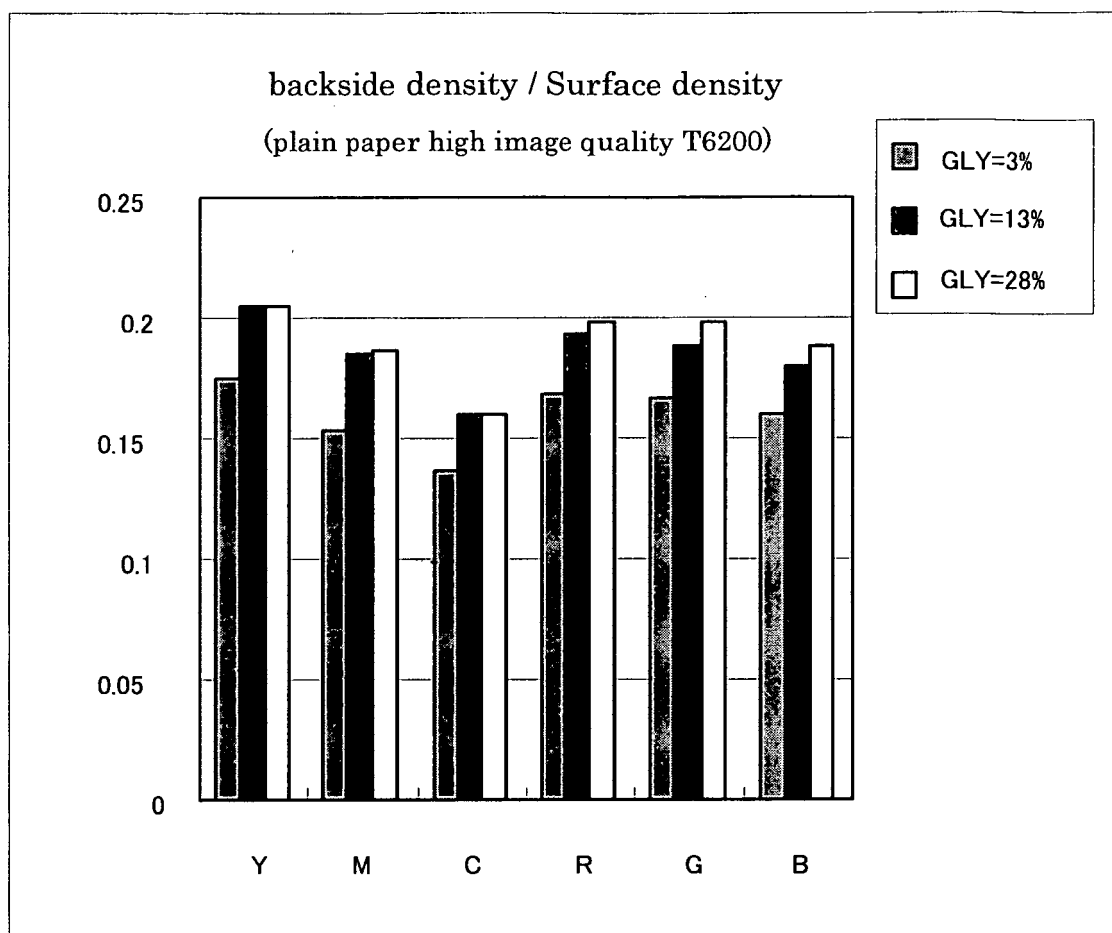 backside density / Surface density
(plain paper high image quality T6200)
GLY=3%
GLY=13%
GLY=28%
0.25
0.2
0.15
0.1
0.05
0
Y M C R G B